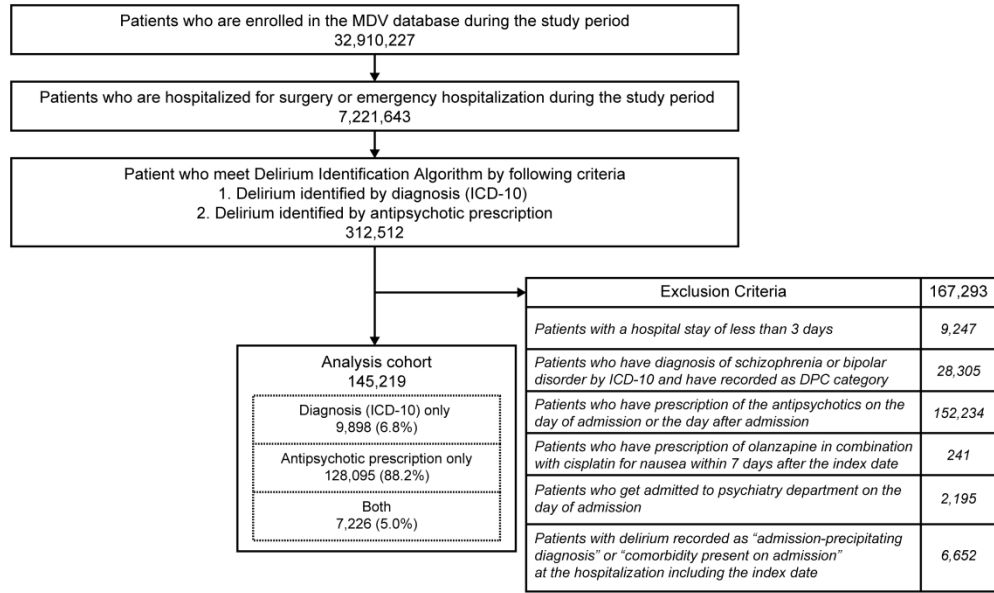 Patients who are enrolled in the MDV database during the study period
32,910,227
Patients who are hospitalized for surgery or emergency hospitalization during the study period
7,221,643
Patient who meet Delirium Identification Algorithm by following criteria
1. Delirium identified by diagnosis (ICD-10)
2. Delirium identified by antipsychotic prescription
312,512
Exclusion Criteria 167,293
Patients with a hospital stay of less than 3 days 9,247
Patients who have diagnosis of schizophrenia or bipolar
disorder by ICD-10 and have recorded as DPC category 28,305
Patients who have prescription of the antipsychotics on the
day of admission or the day after admission 152,234
Patients who have prescription of olanzapine in combination
with cisplatin for nausea within 7 days after the index date 241
Patients who get admitted to psychiatry department on the
day of admission 2,195
Patients with delirium recorded as “admission-precipitating
diagnosis” or “comorbidity present on admission”
at the hospitalization including the index date 6,652
Analysis cohort
145,219
Diagnosis (ICD-10) only
9,898 (6.8%)
Antipsychotic prescription only
128,095 (88.2%)
Both
7,226 (5.0%)